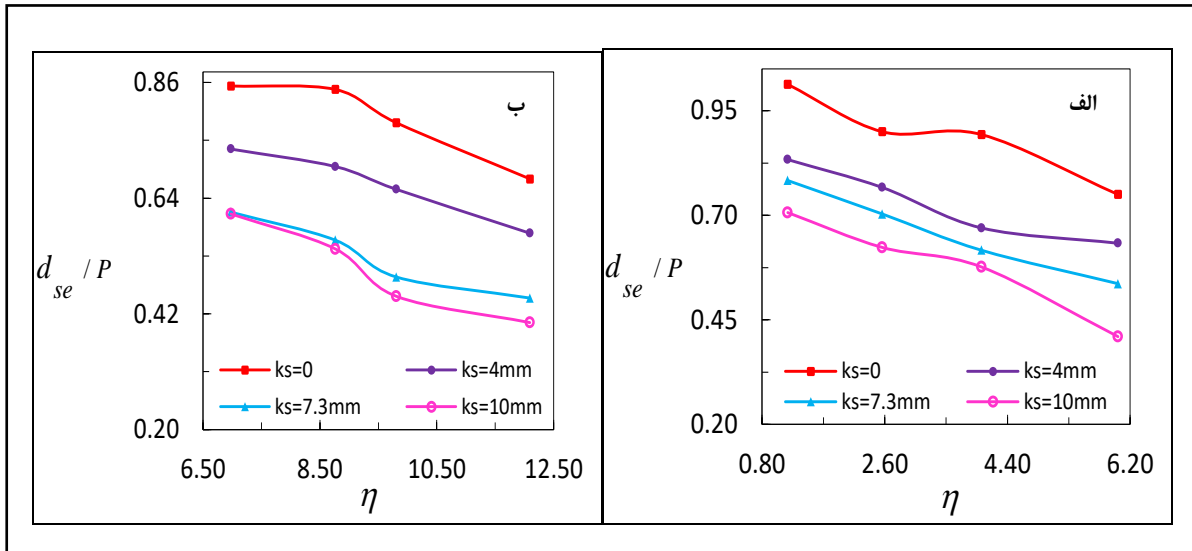 0.86
0.64
0.42
0.20
d se / P
ب
ks=0 ks=4mm
ks=7.3mm ks=10mm
6.50 8.50 10.50 12.50
η
0.95
0.70
0.45
0.20
d se / P
الف
ks=0 ks=4mm
ks=7.3mm ks=10mm
0.80 2.60 4.40 6.20
η